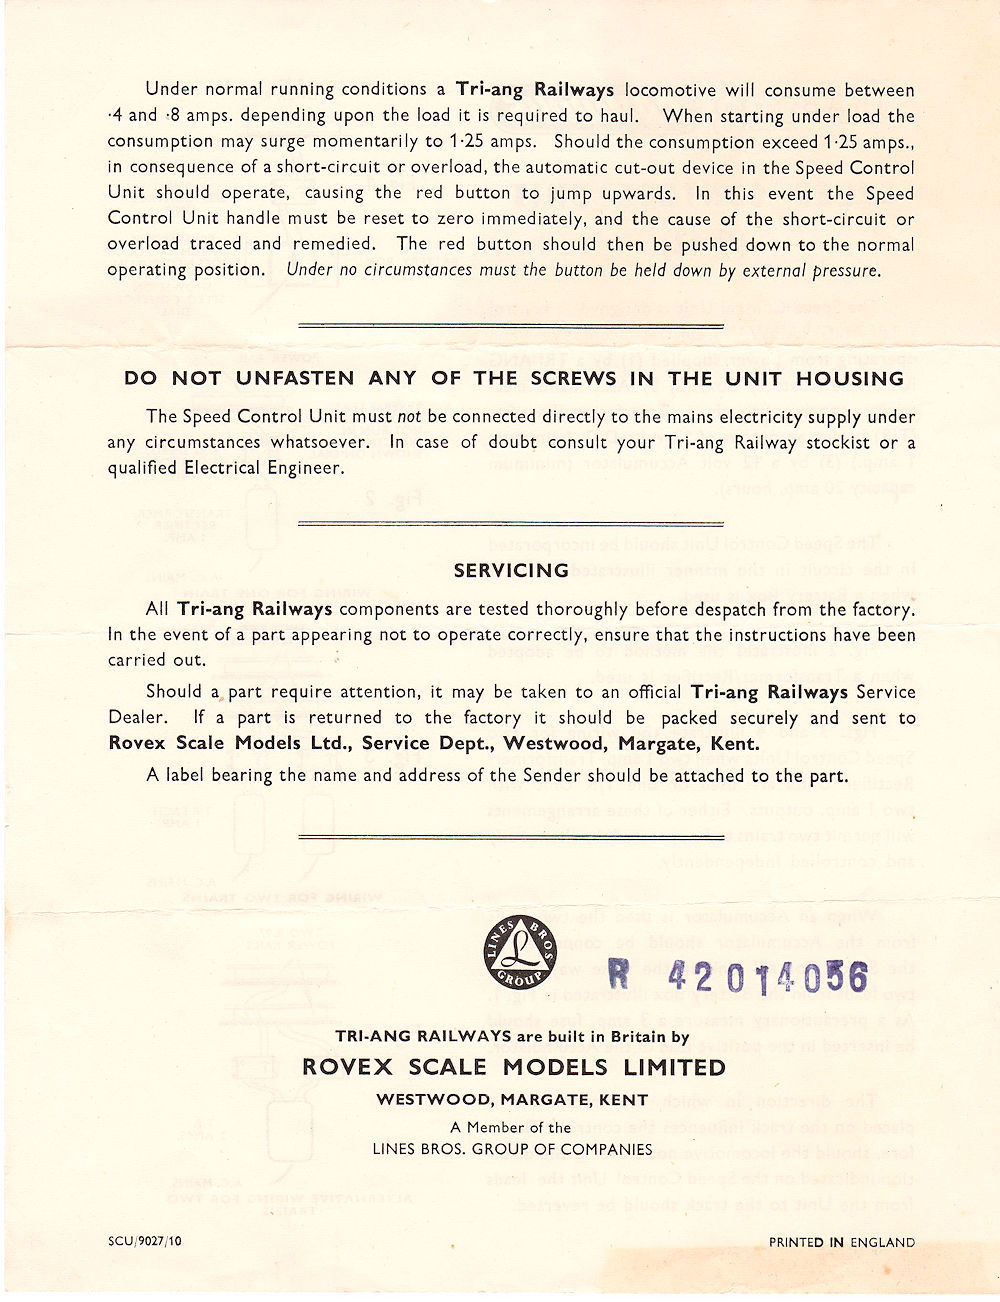 Under normal running conditions a Tri-ang Railways locomotive will consume between
·4 and ·8 amps. depending upon the load it is required to haul. When starting under load the
consumption may surge momentarily to 1·25 amps. Should the consumption exceed 1·25 amps.,
in consequence of a short-circuit or overload, the automatic cut-out device in the Speed Control
Unit should operate, causing the red button to jump upwards. In this event the Speed
Control Unit handle must be reset to zero immediately, and the cause of the short-circuit or
overload traced and remedied. The red button should then be pushed down to the normal
operating position. Under no circumstances must the button be held down by external pressure.
DO NOT UNFASTEN ANY OF THE SCREWS IN THE UNIT HOUSING
The Speed Control Unit must not be connected directly to the mains electricity supply under
any circumstances whatsoever. In case of doubt consult your Tri-ang Railway stockist or a
qualified Electrical Engineer.
SERVICING
All Tri-ang Railways components are tested thoroughly before despatch from the factory.
In the event of a part appearing not to operate correctly, ensure that the instructions have been
carried out.
Should a part require attention, it may be taken to an official Tri-ang Railways Service
Dealer. If a part is returned to the factory it should be packed securely and sent to
Rovex Scale Models Ltd., Service Dept., Westwood, Margate, Kent.
A label bearing the name and address of the Sender should be attached to the part.
LINES BROS. GROUP
L
R 42014056
TRI-ANG RAILWAYS are built in Britain by
ROVEX SCALE MODELS LIMITED
WESTWOOD, MARGATE, KENT
A Member of the
LINES BROS. GROUP OF COMPANIES
SCU/9027/10
PRINTED IN ENGLAND